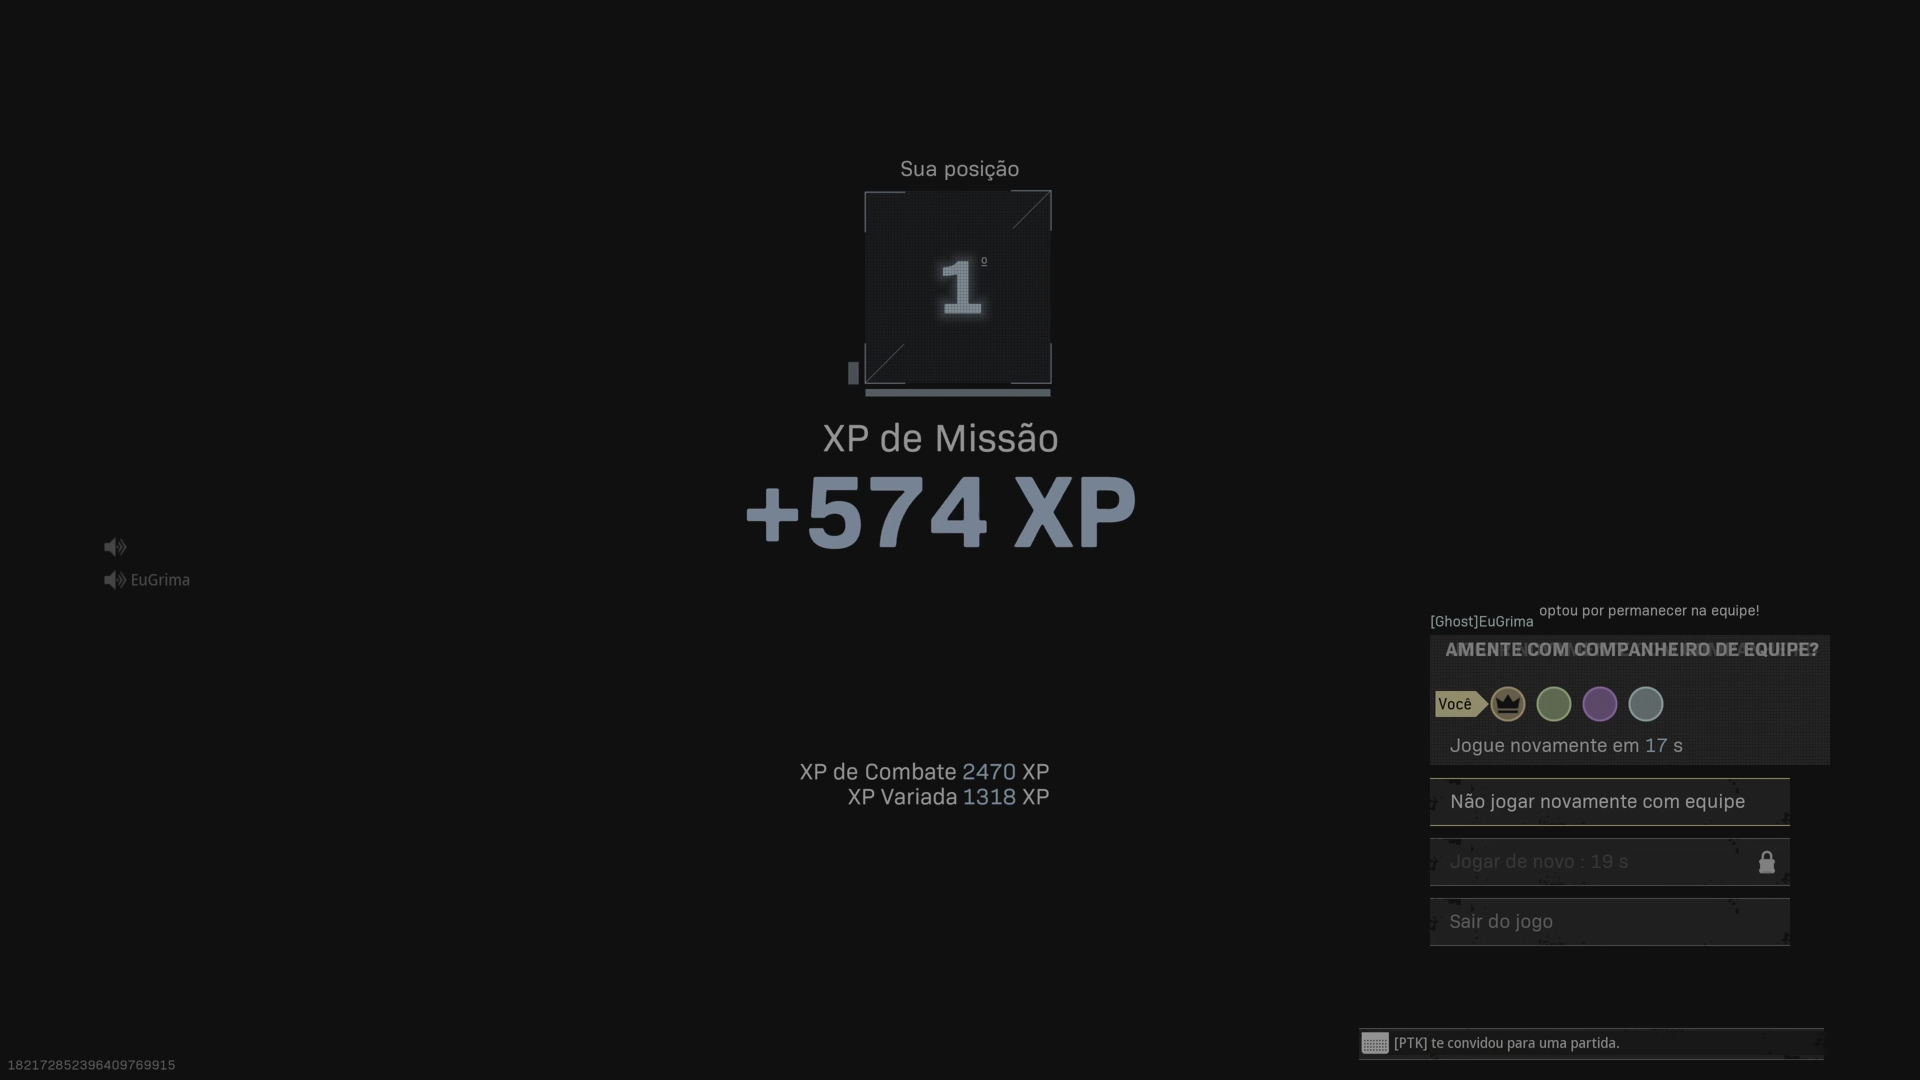 Sua posição
1º
XP de Missão
+574 XP
EuGrima
XP de Combate 2470 XP
XP Variada 1318 XP
optou por permanecer na equipe!
[Ghost]EuGrima
AMENTE COM COMPANHEIRO DE EQUIPE?
Você
Jogue novamente em 17 s
Não jogar novamente com equipe
Jogar de novo : 19 s
Sair do jogo
[PTK] te convidou para uma partida.
182172852396409769915